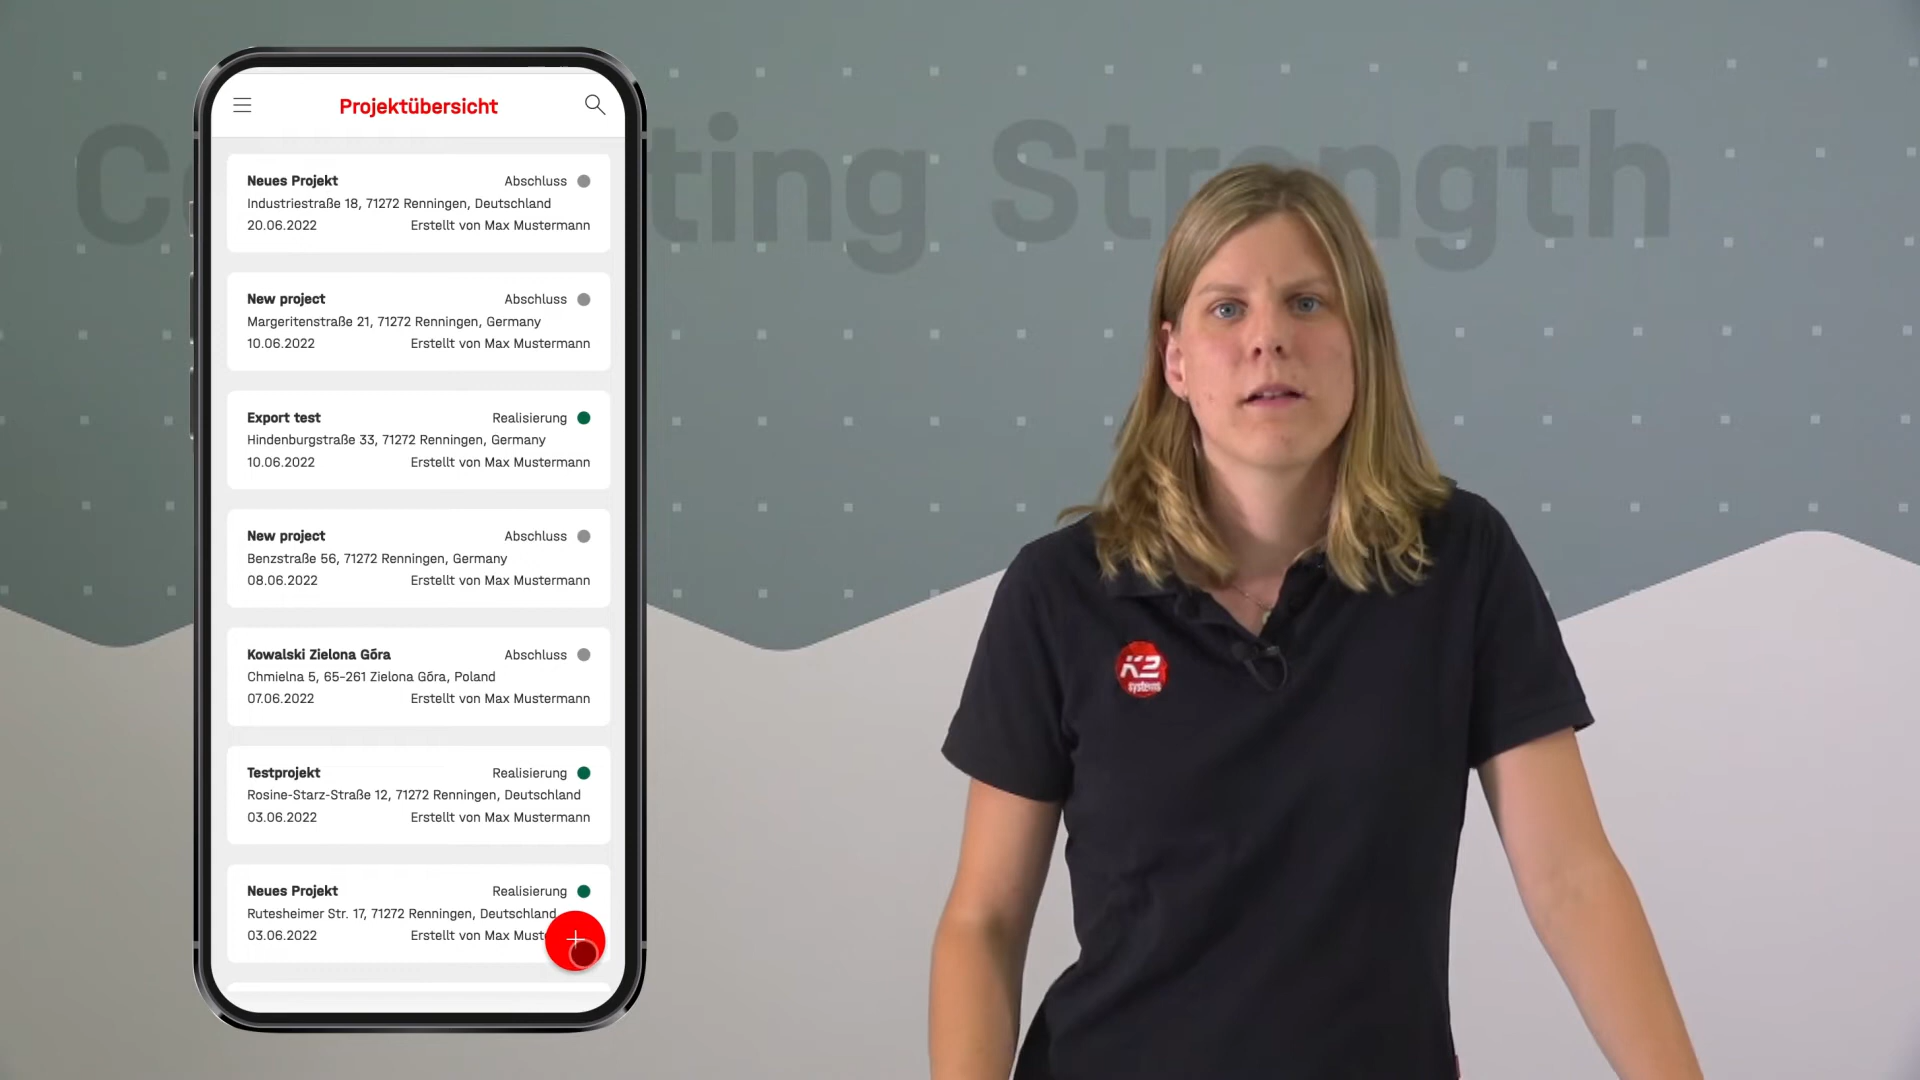 Projektübersicht
Neues Projekt Abschluss
Industriestraße 18, 71272 Renningen, Deutschland
20.06.2022 Erstellt von Max Mustermann
New project Abschluss
Margeritenstraße 21, 71272 Renningen, Germany
10.06.2022 Erstellt von Max Mustermann
Export test Realisierung
Hindenburgstraße 33, 71272 Renningen, Germany
10.06.2022 Erstellt von Max Mustermann
New project Abschluss
Benzstraße 56, 71272 Renningen, Germany
08.06.2022 Erstellt von Max Mustermann
Kowalski Zielona Góra Abschluss
Chmielna 5, 65-261 Zielona Góra, Poland
07.06.2022 Erstellt von Max Mustermann
Testprojekt Realisierung
Rosine-Starz-Straße 12, 71272 Renningen, Deutschland
03.06.2022 Erstellt von Max Mustermann
Neues Projekt Realisierung
Rutesheimer Str. 17, 71272 Renningen, Deutschland
03.06.2022 Erstellt von Max Must
Co ting Strength
K2
systems